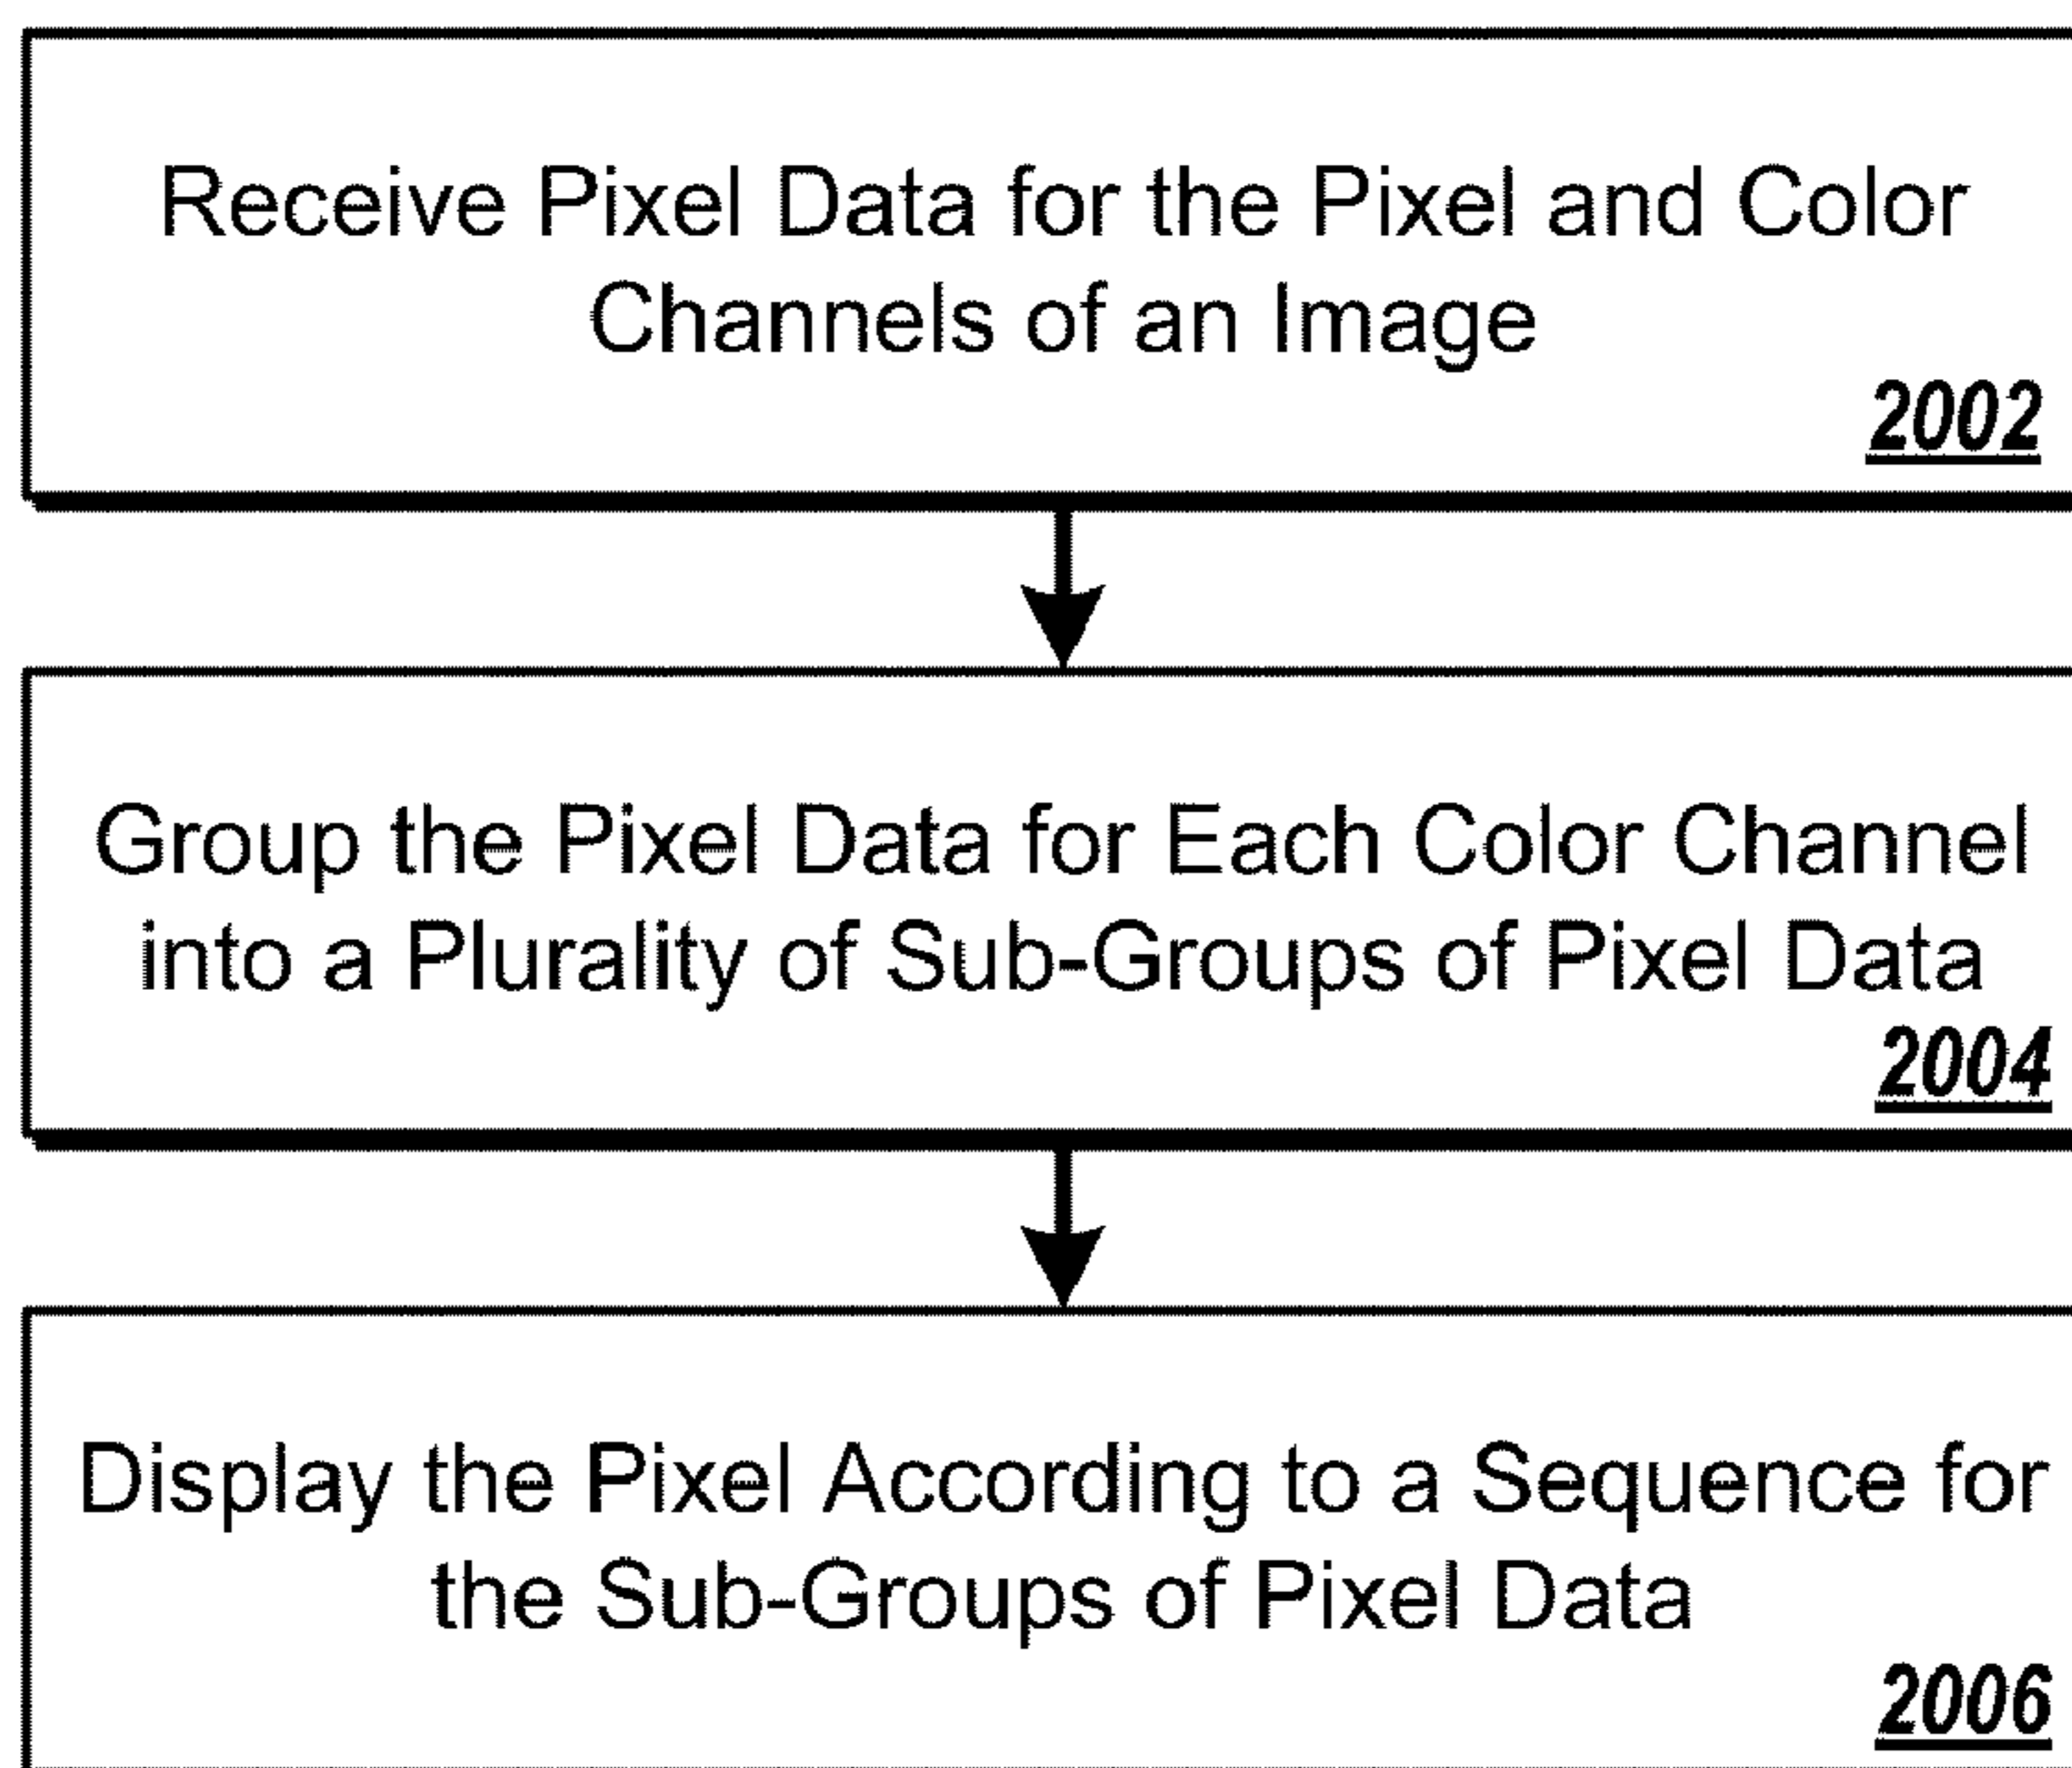 Receive Pixel Data for the Pixel and Color
Channels of an Image
2002
Group the Pixel Data for Each Color Channel
into a Plurality of Sub-Groups of Pixel Data
2004
Display the Pixel According to a Sequence for
the Sub-Groups of Pixel Data
2006